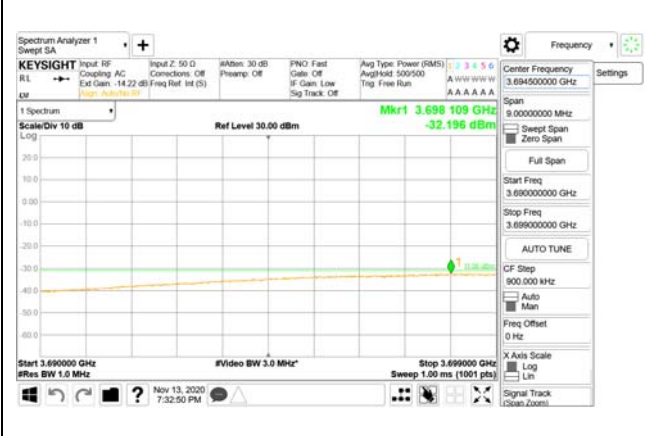 Spectrum Analyzer 1
Swept SA
Frequency
KEYSIGHT Input: RF Input Z: 50 Ω #Atten: 30 dB PNO: Fast Avg Type: Power (RMS) 1 2 3 4 5 6
RL Coupling: AC Corrections: Off Preamp: Off Gate: Off Avg|Hold: 500/500 A W W W W W
Ext Gain: -14.22 dB Freq Ref: Int (S) IF Gain: Low Trig: Free Run
Align: Auto/No RF Sig Track: Off A A A A A A
1 Spectrum
Mkr1 3.698 109 GHz
Scale/Div 10 dB Ref Level 30.00 dBm -32.196 dBm
Log
20.0
10.0
0.00
-10.0
-20.0
-30.0
1
-40.0
-50.0
-60.0
Start 3.690000 GHz #Video BW 3.0 MHz* Stop 3.699000 GHz
#Res BW 1.0 MHz Sweep 1.00 ms (1001 pts)
Nov 13, 2020
7:32:50 PM
?
Center Frequency
3.694500000 GHz
Settings
Span
9.00000000 MHz
Swept Span
Zero Span
Full Span
Start Freq
3.690000000 GHz
Stop Freq
3.699000000 GHz
AUTO TUNE
CF Step
900.000 kHz
Auto
Man
Freq Offset
0 Hz
X Axis Scale
Log
Lin
Signal Track
(Span Zoom)